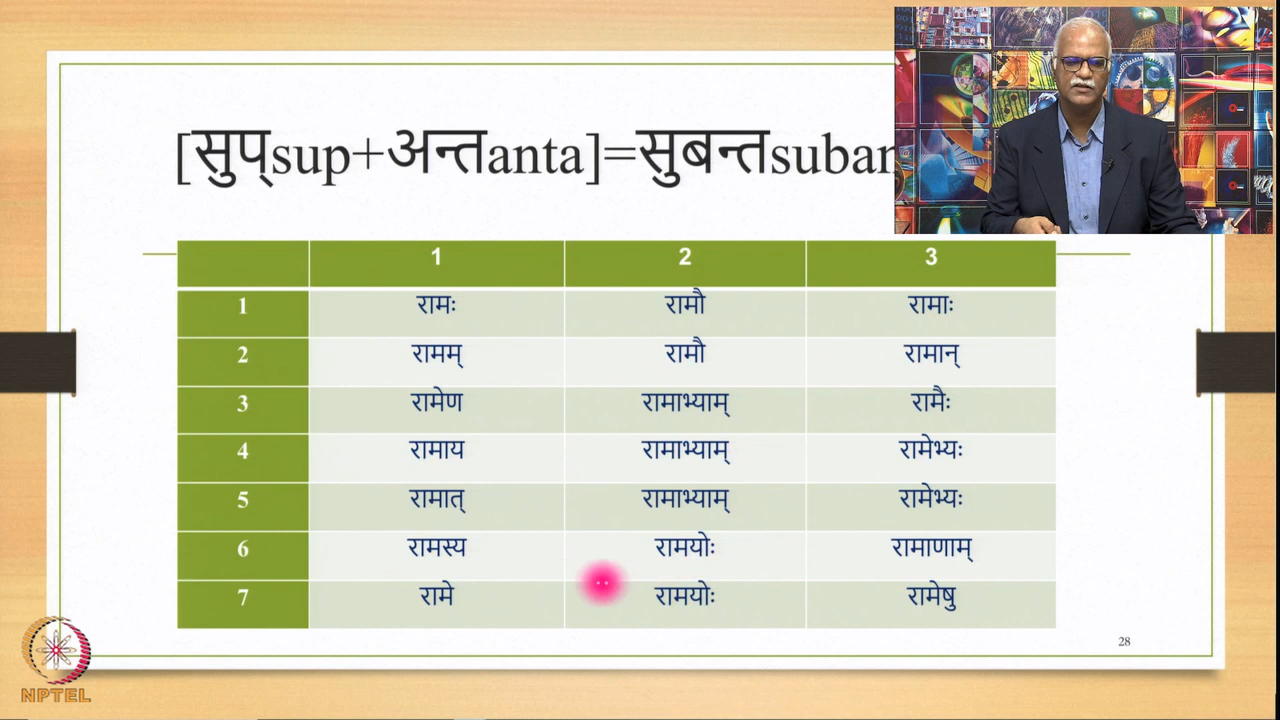 [सुप्sup+अन्तanta]=सुबन्तsuban
1 2 3
1 रामः रामौ रामाः
2 रामम् रामौ रामान्
3 रामेण रामाभ्याम् रामैः
4 रामाय रामाभ्याम् रामेभ्यः
5 रामात् रामाभ्याम् रामेभ्यः
6 रामस्य रामयोः रामाणाम्
7 रामे रामयोः रामेषु
28
NPTEL